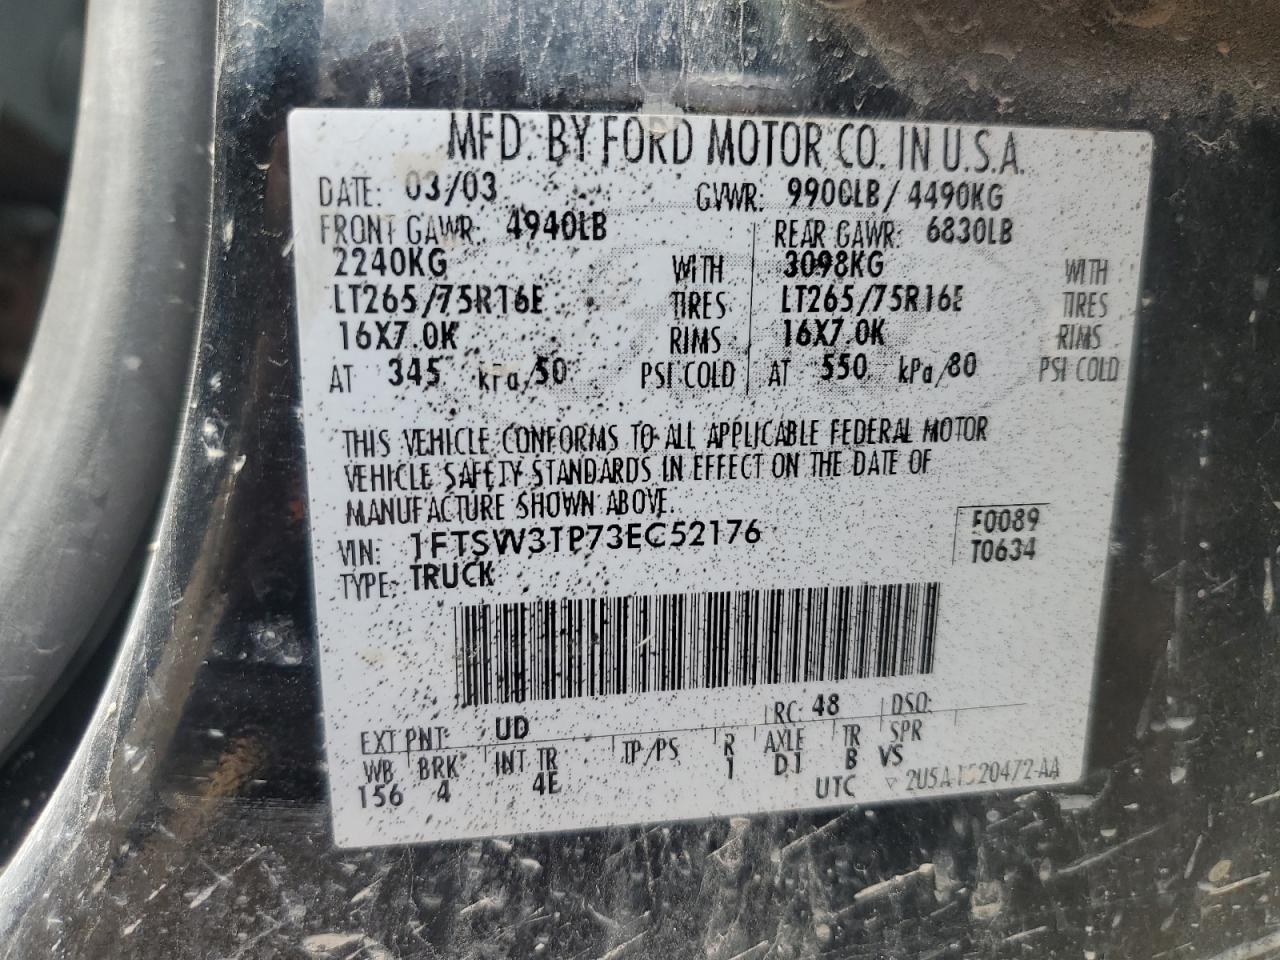 MFD. BY FORD MOTOR CO. IN U.S.A.
DATE: 03/03 GVWR: 9900LB / 4490KG
FRONT GAWR: 4940LB REAR GAWR: 6830LB
2240KG WITH 3098KG WITH
LT265/75R16E TIRES LT265/75R16E TIRES
16X7.0K RIMS 16X7.0K RIMS
AT 345 kPa/50 PSI COLD AT 550 kPa/80 PSI COLD
THIS VEHICLE CONFORMS TO ALL APPLICABLE FEDERAL MOTOR
VEHICLE SAFETY STANDARDS IN EFFECT ON THE DATE OF
MANUFACTURE SHOWN ABOVE.
VIN: 1FTSW3TP73EC52176 F0089
TYPE: TRUCK T0634
EXT PNT: UD RC: 48 DSO:
WB BRK INT TR TP/PS R AXLE TR SPR
156 4 4E 1 D1 B VS
UTC